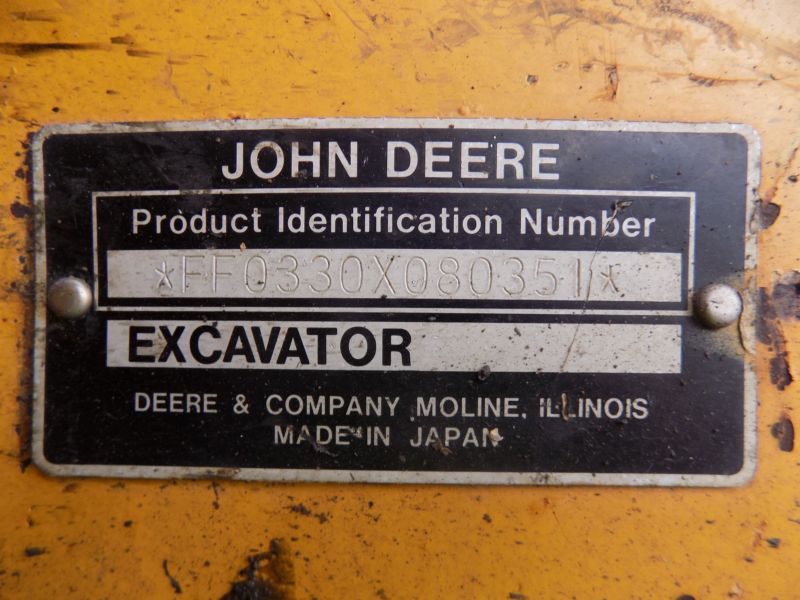 JOHN DEERE
Product Identification Number
*FF0330X080351*
EXCAVATOR
DEERE & COMPANY MOLINE, ILLINOIS
MADE IN JAPAN